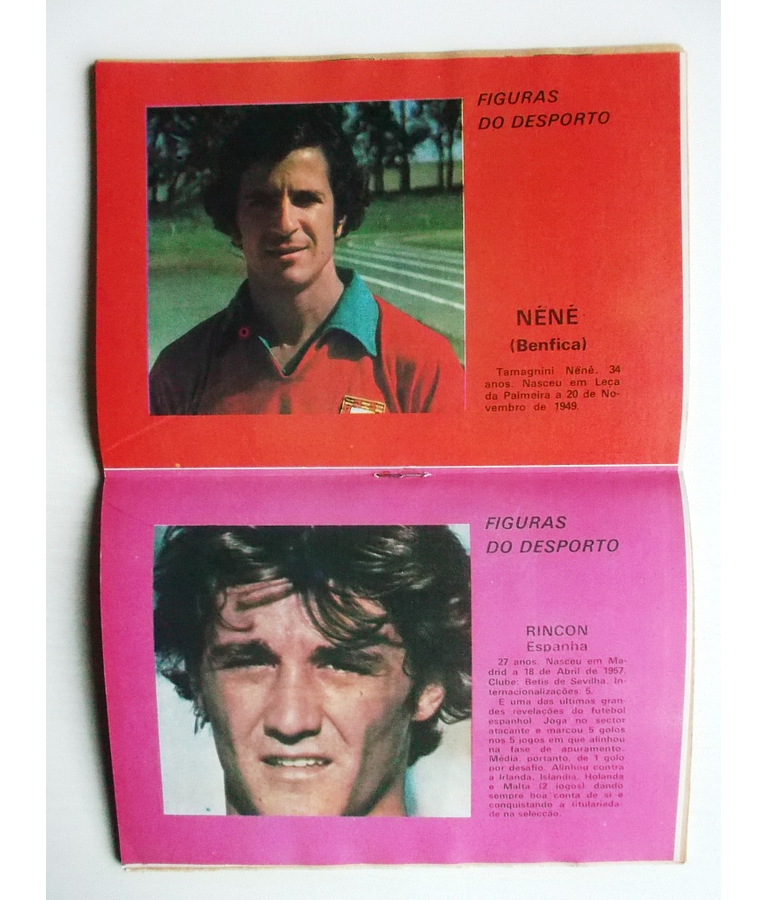 FIGURAS
DO DESPORTO
NÉNÉ
(Benfica)
Tamagnini Néné. 34
anos. Nasceu em Leça
da Palmeira a 20 de No-
vembro de 1949.
FIGURAS
DO DESPORTO
RINCON
Espanha
27 anos. Nasceu em Ma-
drid a 18 de Abril de 1957.
Clube: Betis de Sevilha. In-
ternacionalizações: 5.
E uma das ultimas gran-
des revelações do futebol
espanhol. Joga no sector
atacante e marcou 5 golos
nos 5 jogos em que alinhou
na fase de apuramento.
Média, portanto, de 1 golo
por desafio. Alinhou contra
a Irlanda, Islândia, Holanda
e Malta (2 jogos) dando
sempre boa conta de si e
conquistando a titularieda-
de na selecção.